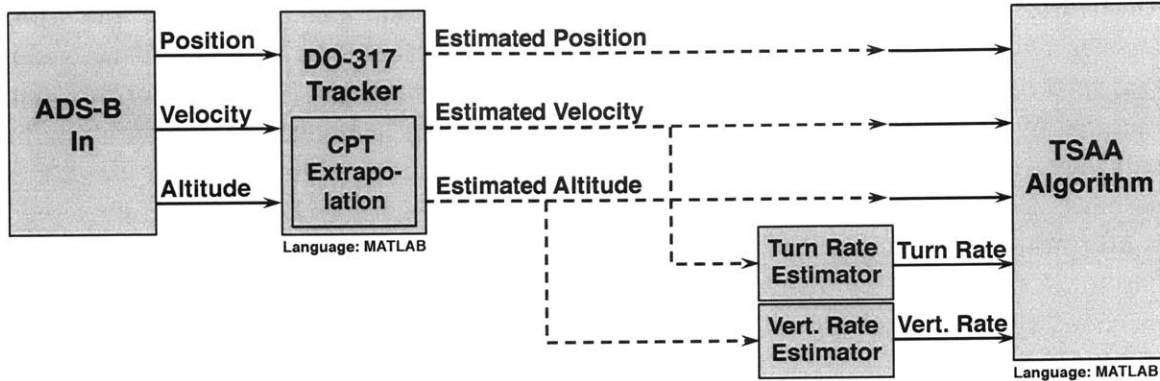 ADS-B
In
Position
Velocity
Altitude
DO-317
Tracker
CPT
Extrapo-
lation
Language: MATLAB
Estimated Position
Estimated Velocity
Estimated Altitude
Turn Rate
Estimator
Turn Rate
Vert. Rate
Estimator
Vert. Rate
TSAA
Algorithm
Language: MATLAB